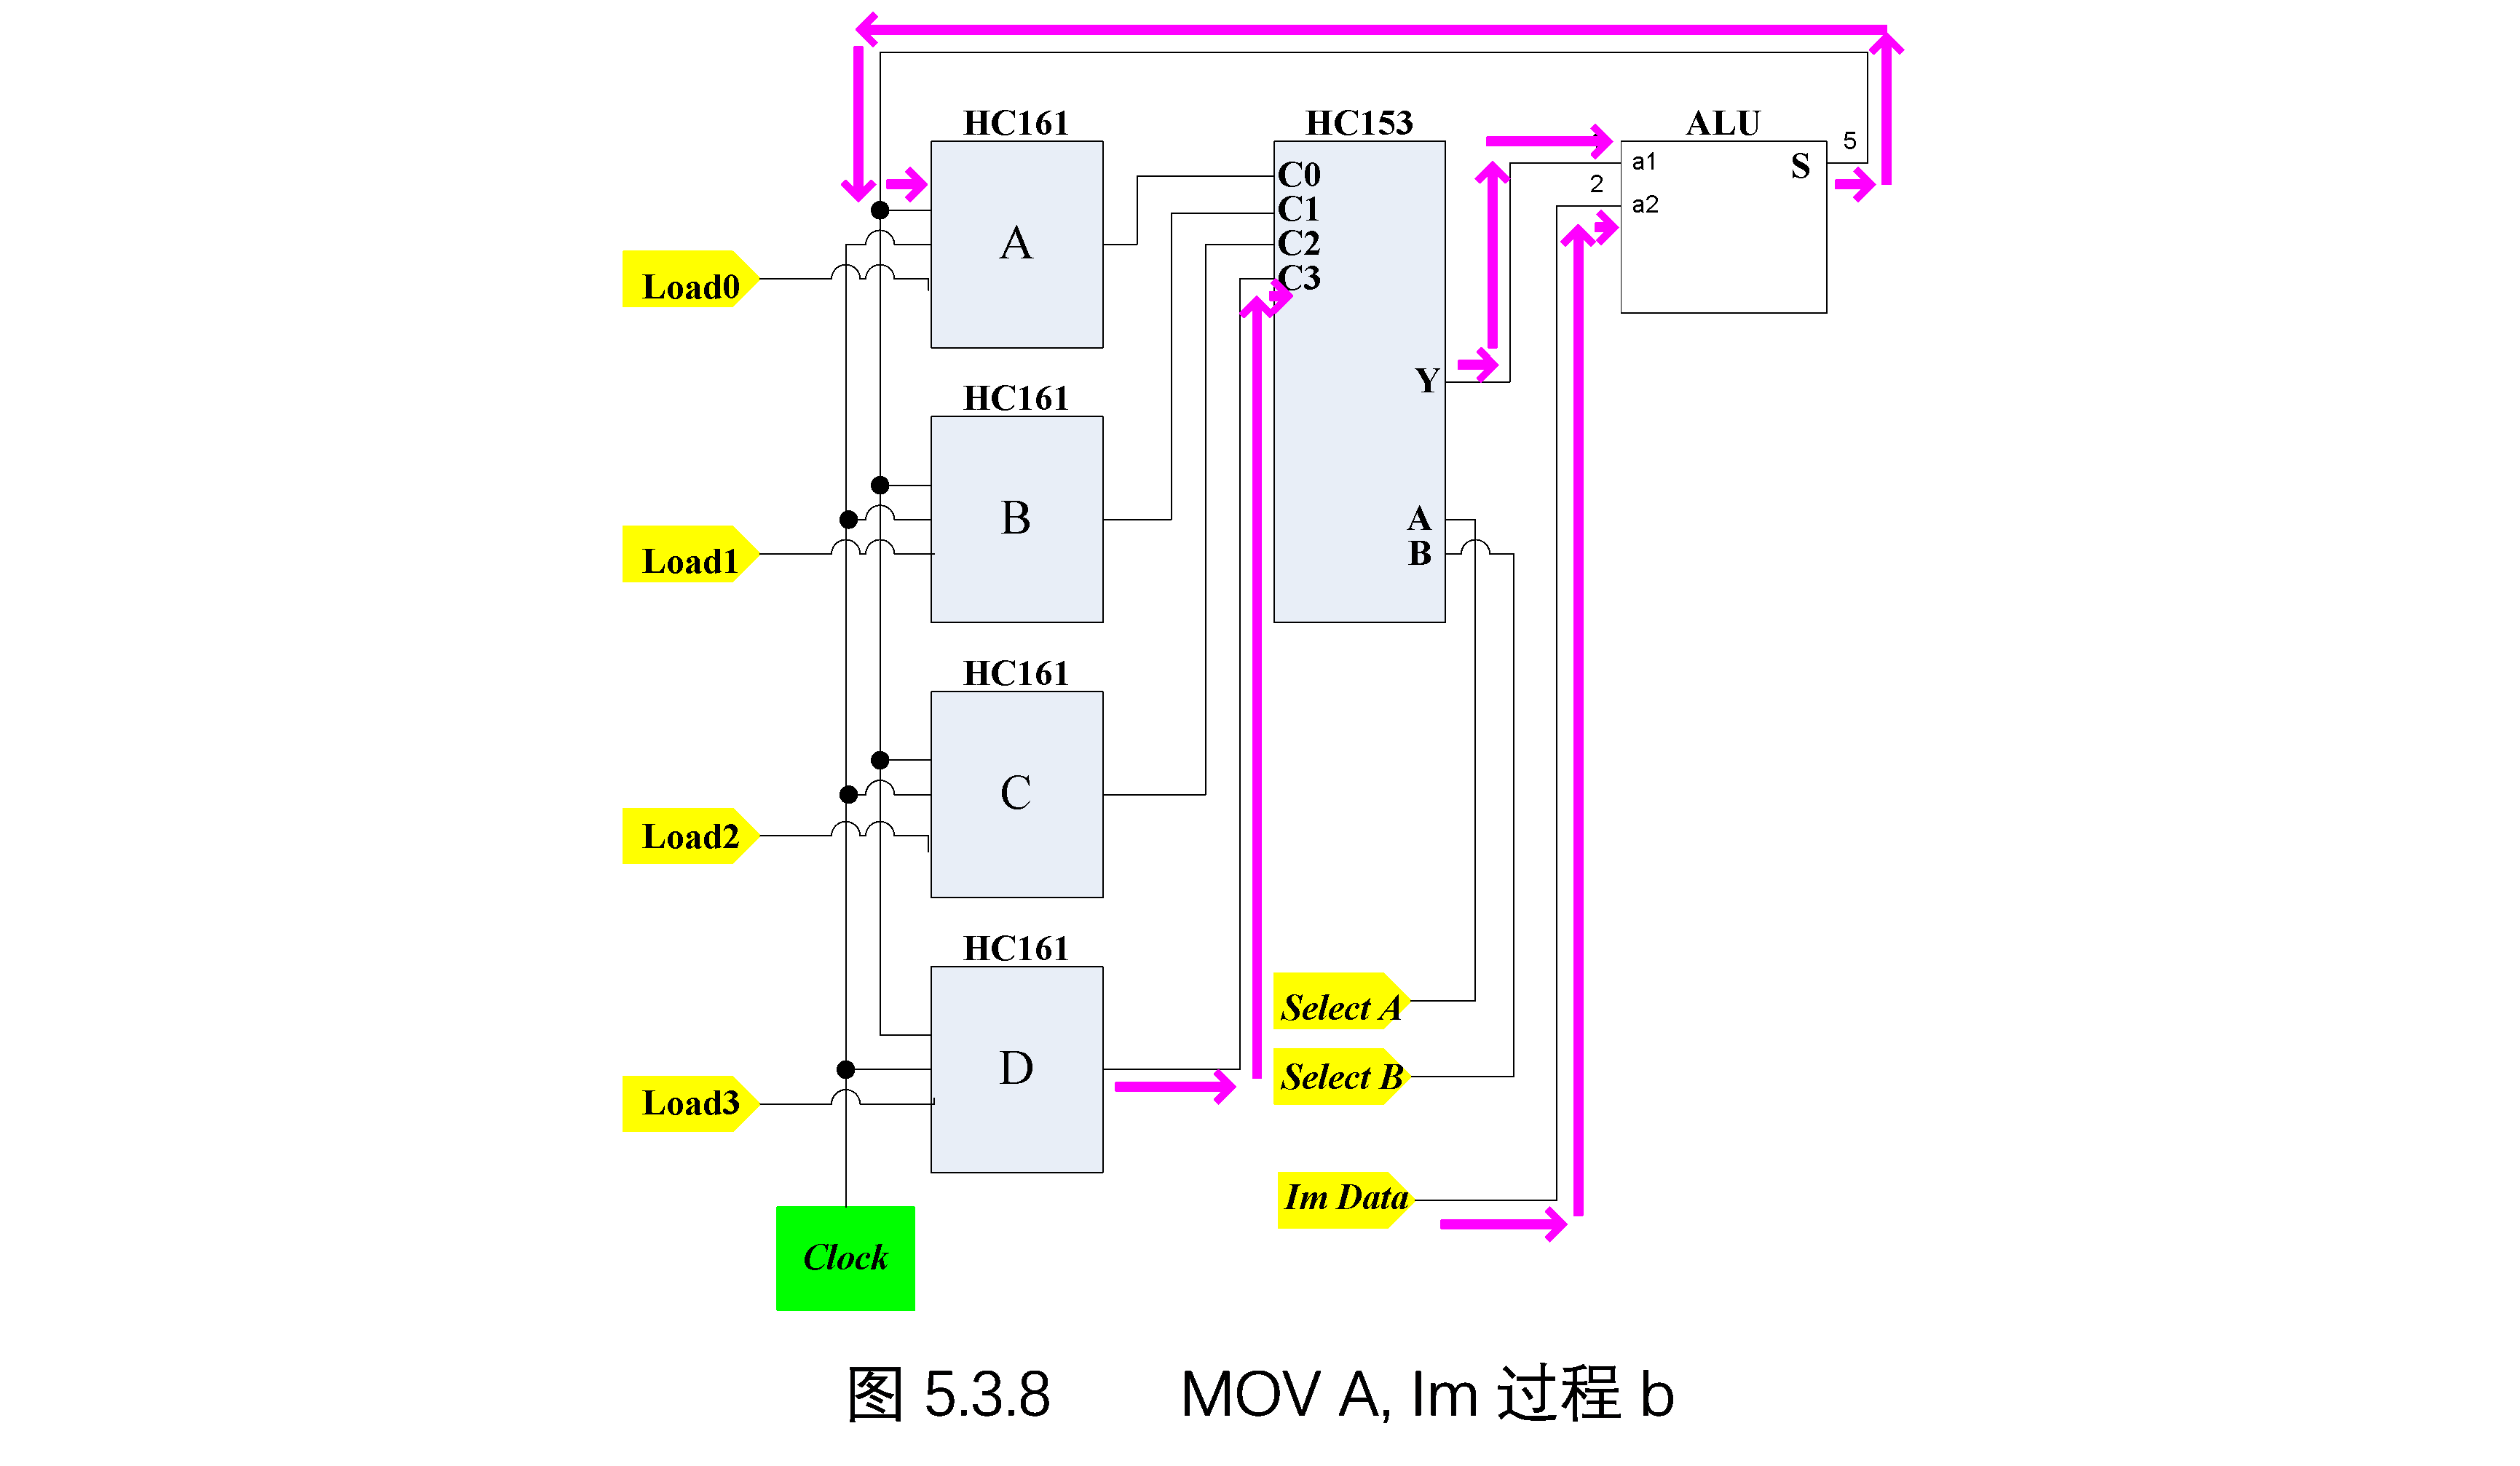 HC161
HC153
ALU
5
C0
a1
S
2
C1
a2
A
C2
Load0
C3
Y
HC161
B
A
B
Load1
HC161
C
Load2
HC161
Select A
D
Select B
Load3
Im Data
Clock
图 5.3.8 MOV A, Im 过程 b